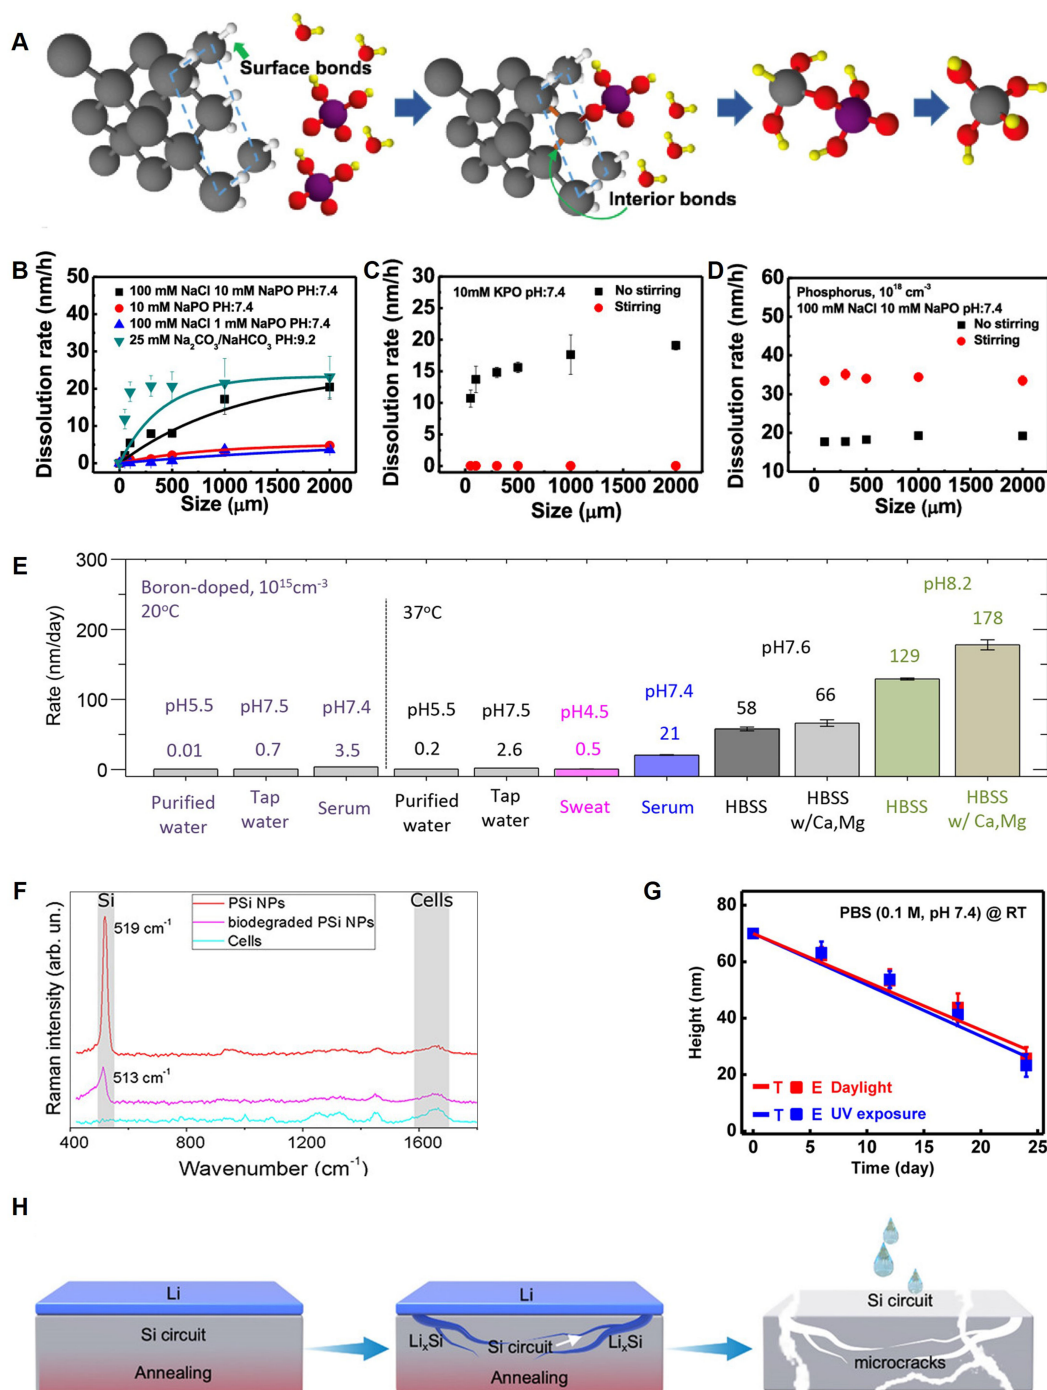 A
Surface bonds
Interior bonds
B
Dissolution rate (nm/h)
50
40
30
20
10
0
100 mM NaCl 10 mM NaPO PH:7.4
10 mM NaPO PH:7.4
100 mM NaCl 1 mM NaPO PH:7.4
25 mM Na₂CO₃/NaHCO₃ PH:9.2
0 500 1000 1500 2000
Size (μm)
C
Dissolution rate (nm/h)
30
25
20
15
10
5
0
10mM KPO pH:7.4
No stirring
Stirring
0 500 1000 1500 2000
Size (μm)
D
Dissolution rate (nm/h)
60
50
40
30
20
10
Phosphorus, 10¹⁸ cm⁻³
100 mM NaCl 10 mM NaPO pH:7.4
No stirring
Stirring
0 500 1000 1500 2000
Size (μm)
E
Rate (nm/day)
300
200
100
0
Boron-doped, 10¹⁵cm⁻³
20°C
37°C
pH5.5 pH7.5 pH7.4 pH5.5 pH7.5 pH4.5 pH7.4 pH7.6 pH8.2
0.01 0.7 3.5 0.2 2.6 0.5 21 58 66 129 178
Purified water
Tap water
Serum
Purified water
Tap water
Sweat
Serum
HBSS
HBSS w/Ca,Mg
HBSS
HBSS w/ Ca,Mg
F
Raman intensity (arb. un.)
Si
Cells
519 cm⁻¹
513 cm⁻¹
PSi NPs
biodegraded PSi NPs
Cells
400 800 1200 1600
Wavenumber (cm⁻¹)
G
Height (nm)
80
60
40
20
0
PBS (0.1 M, pH 7.4) @ RT
T E Daylight
T E UV exposure
0 5 10 15 20 25
Time (day)
H
Li
Si circuit
Annealing
Li
LiₓSi
Si circuit
LiₓSi
Annealing
Si circuit
microcracks